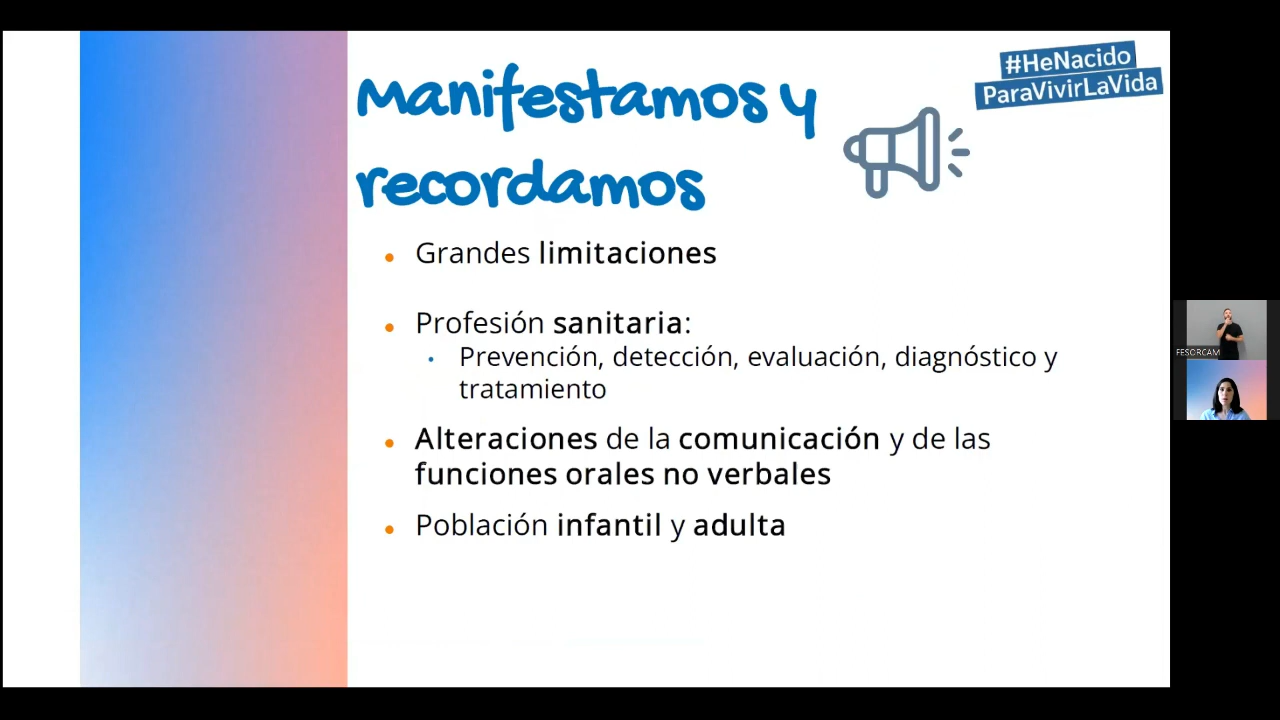 Manifestamos y
recordamos
#HeNacido
ParaVivirLaVida
Grandes limitaciones
Profesión sanitaria:
Prevención, detección, evaluación, diagnóstico y
tratamiento
Alteraciones de la comunicación y de las
funciones orales no verbales
Población infantil y adulta
FESORCAM